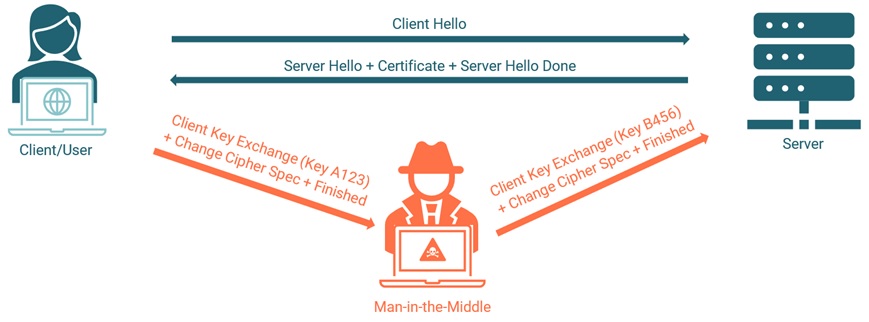 Client Hello
Server Hello + Certificate + Server Hello Done
Client/User
Server
Client Key Exchange (Key A123)
+ Change Cipher Spec + Finished
Client Key Exchange (Key B456)
+ Change Cipher Spec + Finished
Man-in-the-Middle